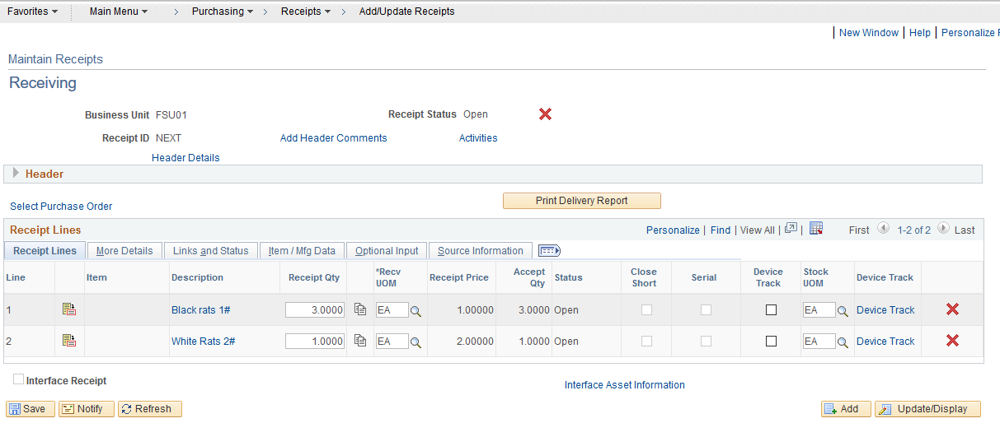 Favorites Main Menu Purchasing Receipts Add/Update Receipts
New Window Help Personalize
Maintain Receipts
Receiving
Business Unit FSU01 Receipt Status Open
Receipt ID NEXT Add Header Comments Activities
Header Details
Header
Select Purchase Order Print Delivery Report
Receipt Lines Personalize | Find | View All | | First 1-2 of 2 Last
Receipt Lines More Details Links and Status Item / Mfg Data Optional Input Source Information
Line Item Description Receipt Qty *Recv UOM Receipt Price Accept Qty Status Close Short Serial Device Track Stock UOM Device Track
1 Black rats 1# 3.0000 EA 1.00000 3.0000 Open EA Device Track
2 White Rats 2# 1.0000 EA 2.00000 1.0000 Open EA Device Track
Interface Receipt Interface Asset Information
Save Notify Refresh Add Update/Display